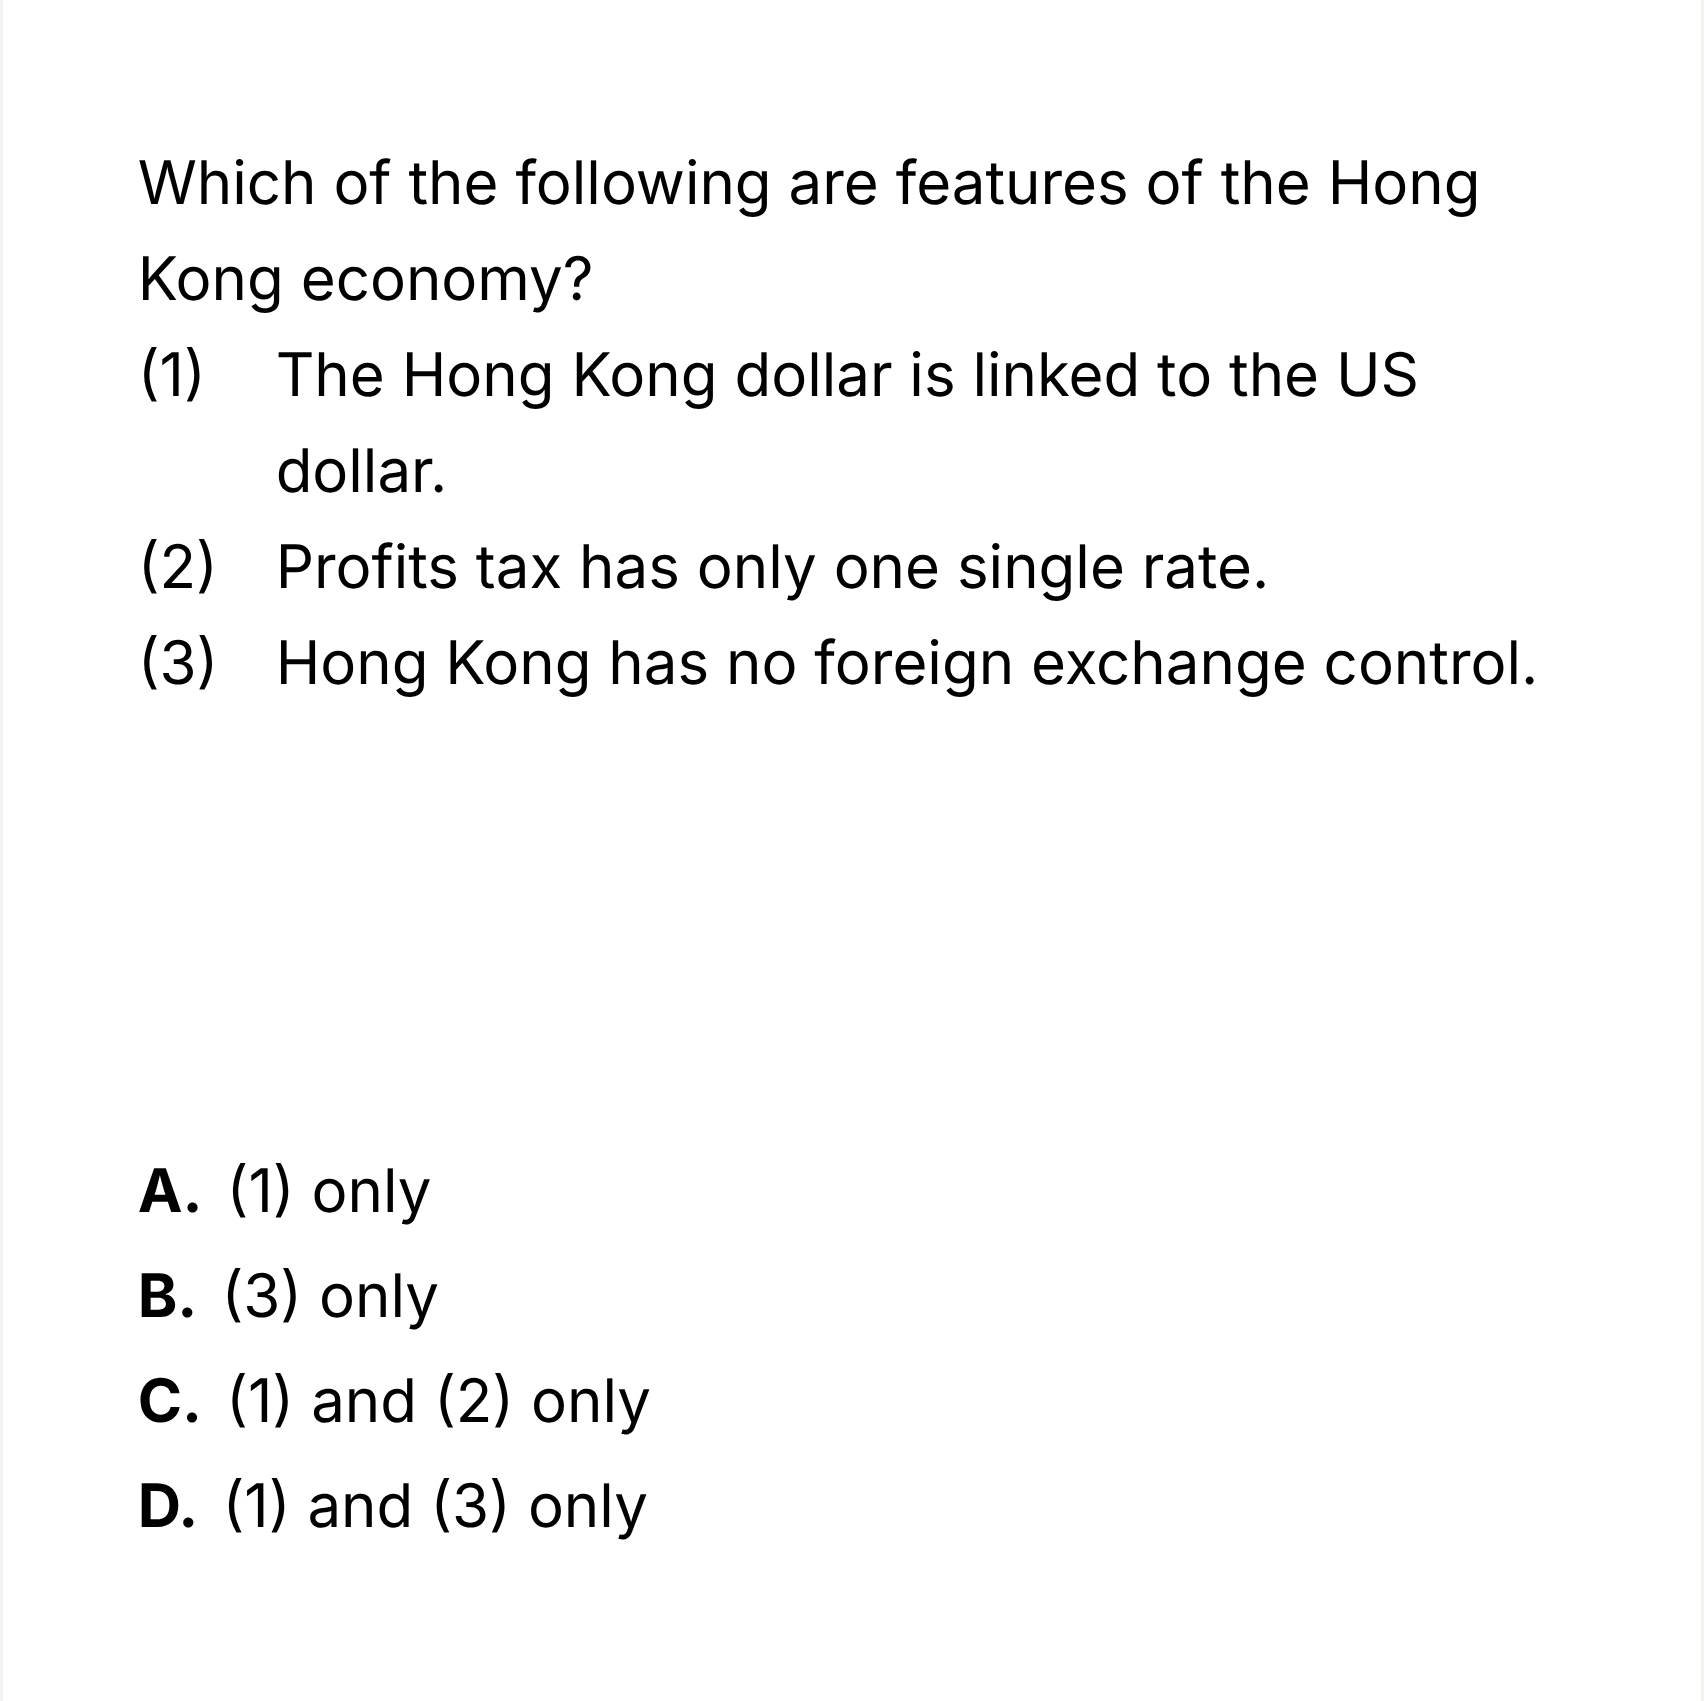 Which of the following are features of the Hong
Kong economy?
(1) The Hong Kong dollar is linked to the US
dollar.
(2) Profits tax has only one single rate.
(3) Hong Kong has no foreign exchange control.
A. (1) only
B. (3) only
C. (1) and (2) only
D. (1) and (3) only